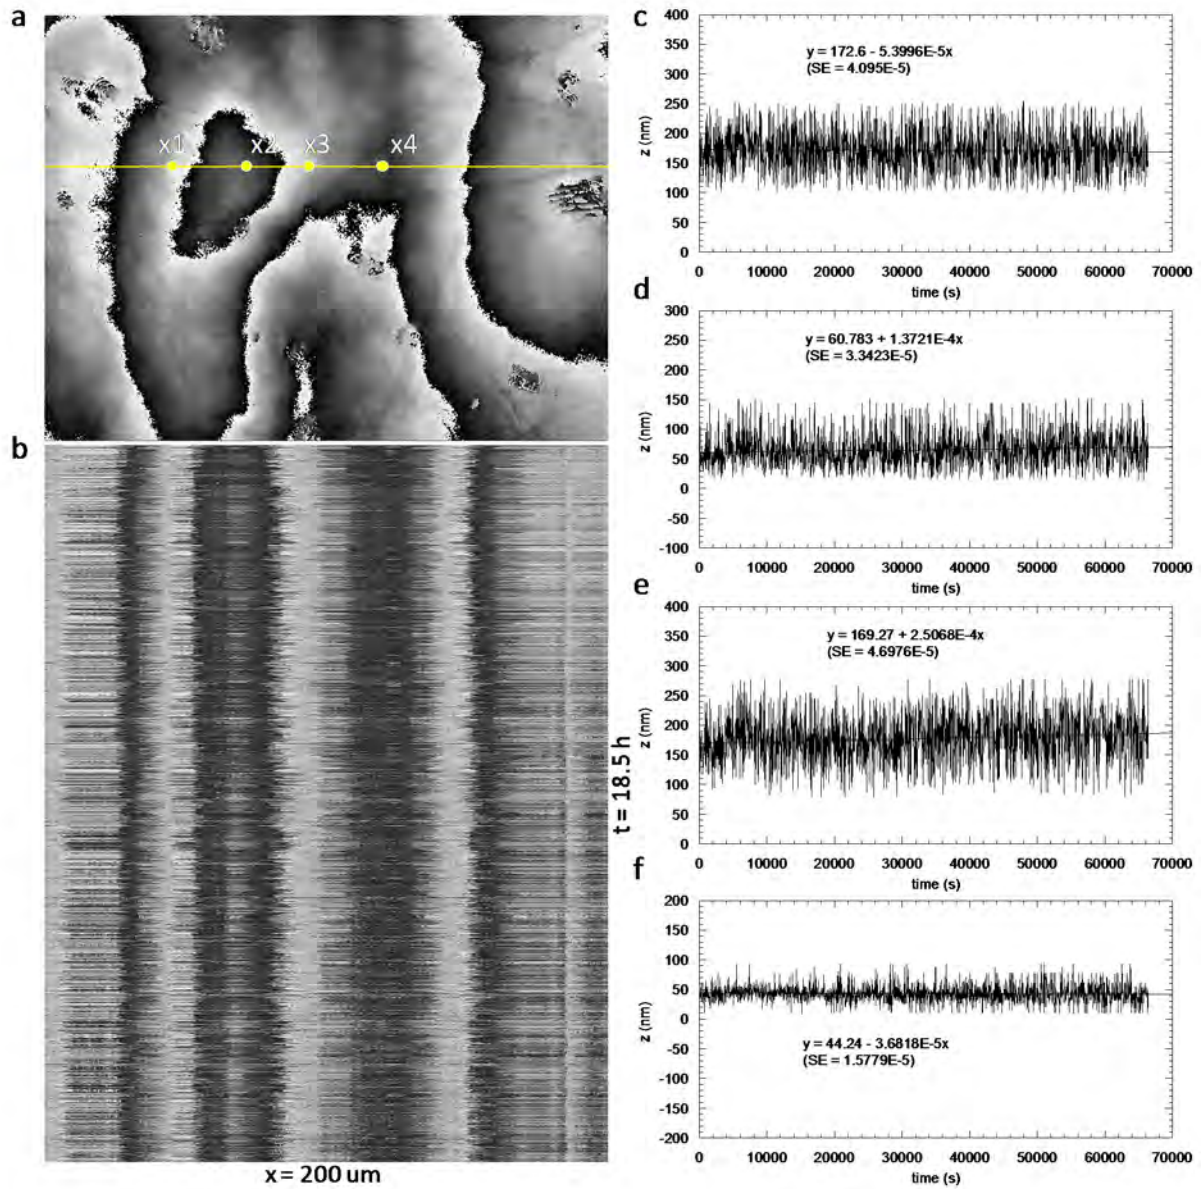 a
x1
x2
x3
x4
b
x = 200 um
t = 18.5 h
c
400
350
300
250
200
150
100
50
0
z (nm)
y = 172.6 - 5.3996E-5x
(SE = 4.095E-5)
0 10000 20000 30000 40000 50000 60000 70000
time (s)
d
300
250
200
150
100
50
0
-50
-100
z (nm)
y = 60.783 + 1.3721E-4x
(SE = 3.3423E-5)
0 10000 20000 30000 40000 50000 60000 70000
time (s)
e
400
350
300
250
200
150
100
50
0
z (nm)
y = 169.27 + 2.5068E-4x
(SE = 4.6976E-5)
0 10000 20000 30000 40000 50000 60000 70000
time (s)
f
200
150
100
50
0
-50
-100
-150
-200
z (nm)
y = 44.24 - 3.6818E-5x
(SE = 1.5779E-5)
0 10000 20000 30000 40000 50000 60000 70000
time (s)